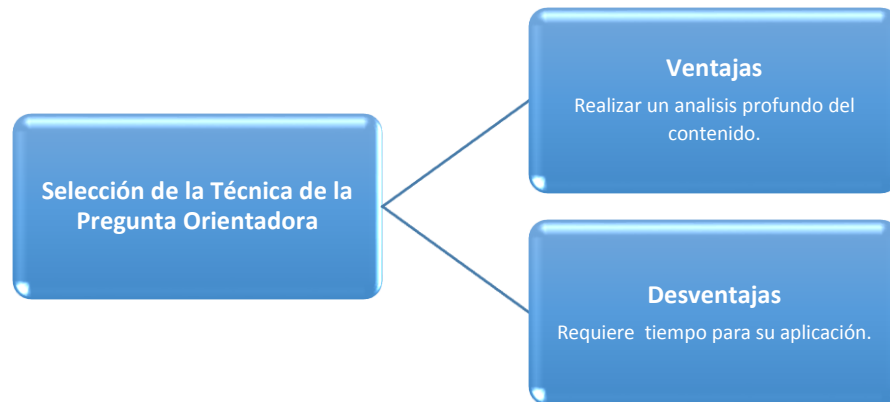 Selección de la Técnica de la
Pregunta Orientadora
Ventajas
Realizar un analisis profundo del
contenido.
Desventajas
Requiere tiempo para su aplicación.